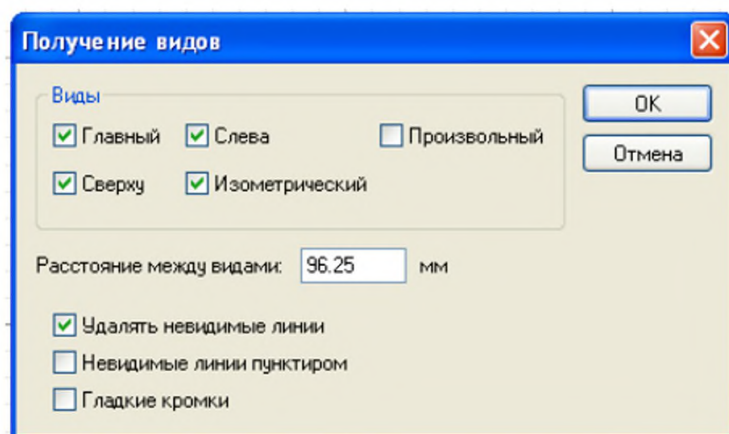 Получение видов
Виды
OK
Главный Слева Произвольный
Отмена
Сверху Изометрический
Расстояние между видами: 96.25 мм
Удалять невидимые линии
Невидимые линии пунктиром
Гладкие кромки